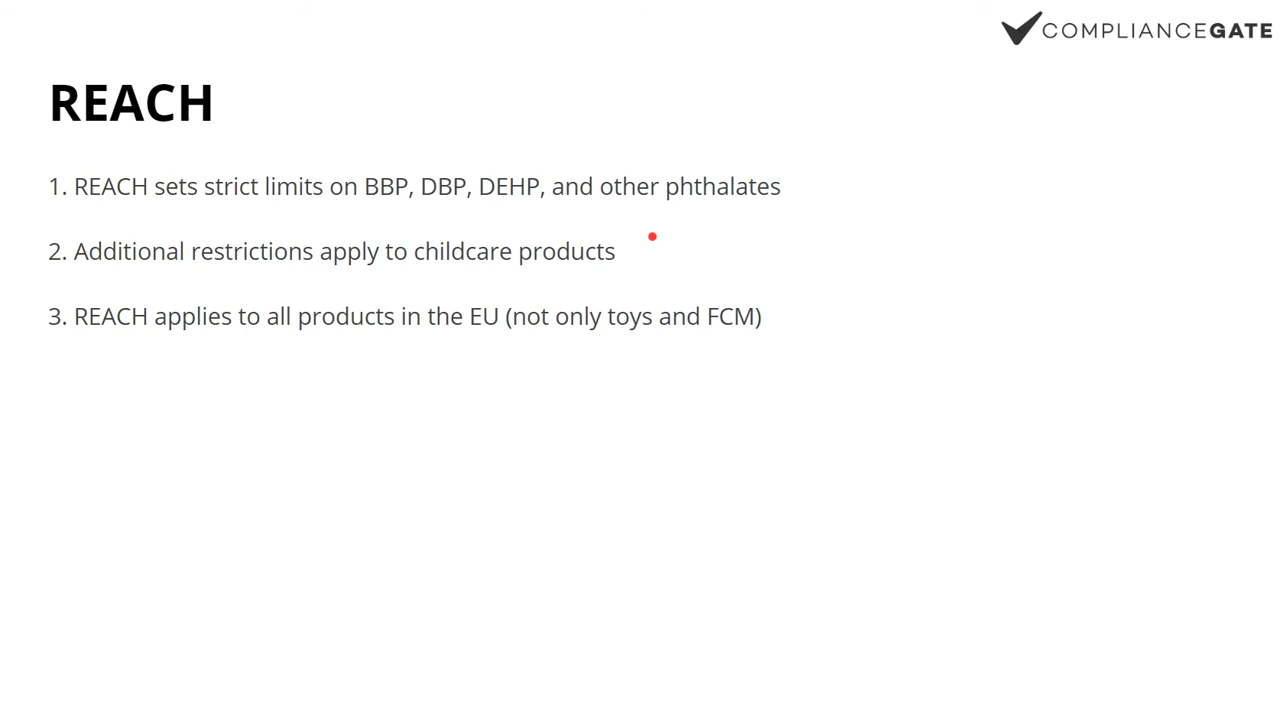 COMPLIANCEGATE
REACH
1. REACH sets strict limits on BBP, DBP, DEHP, and other phthalates
2. Additional restrictions apply to childcare products
3. REACH applies to all products in the EU (not only toys and FCM)